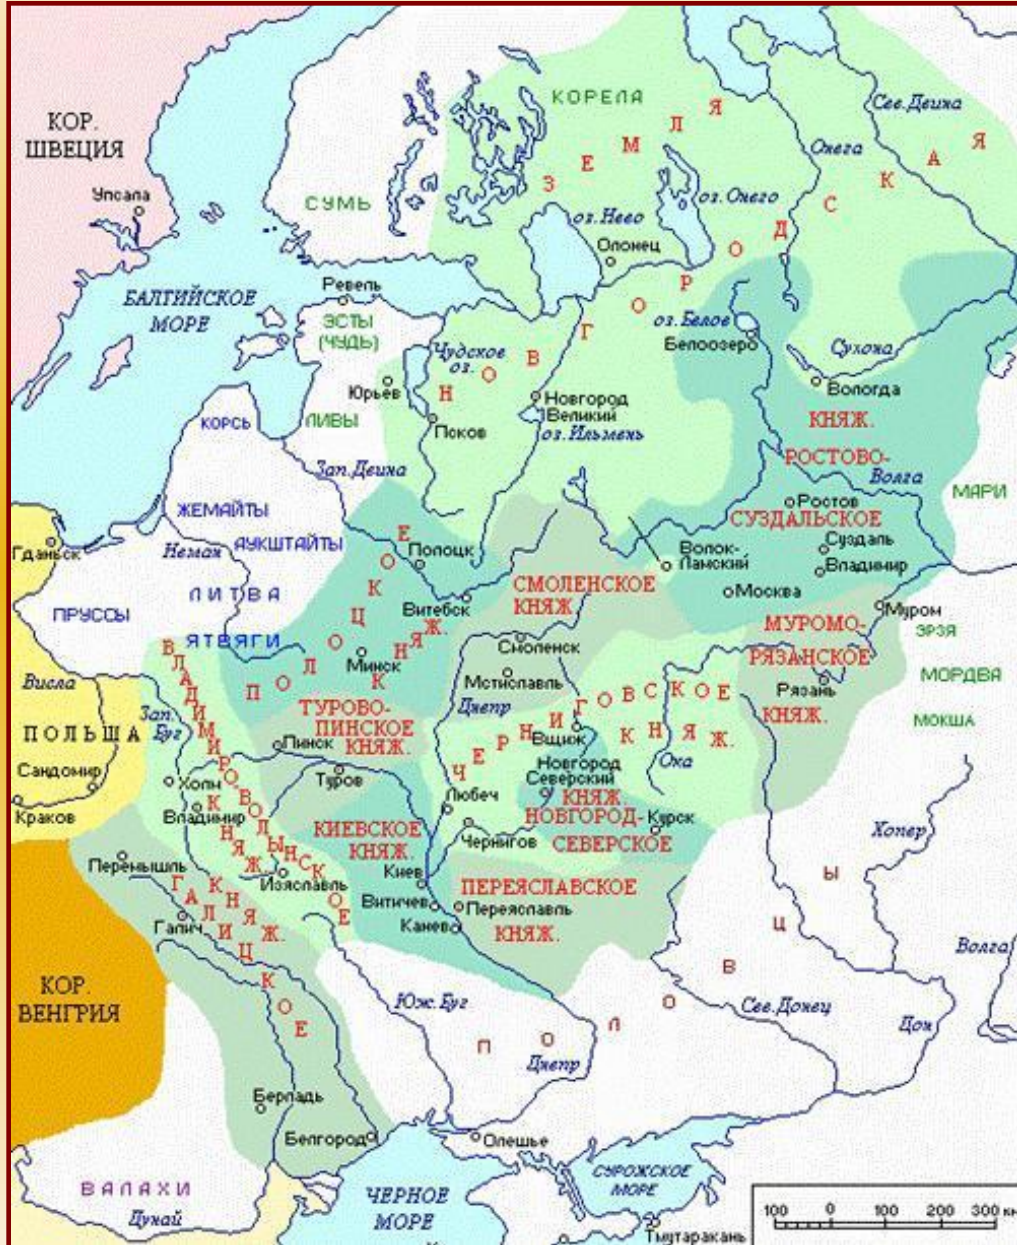 КОР.
ШВЕЦИЯ
Упсала
БАЛТИЙСКОЕ
МОРЕ
СУМЬ
КОРЕЛА
НОВГОРОДСКАЯ
ЗЕМЛЯ
Сев.Двина
Онега
оз.Нево
оз.Онего
Олонец
Ревель
ЭСТЫ
(ЧУДЬ)
Чудское
оз.
Юрьев
Псков
Новгород
Великий
оз.Ильмень
оз.Белое
Белоозеро
Сухона
Вологда
КНЯЖ.
РОСТОВО-
СУЗДАЛЬСКОЕ
Волга
Ростов
Суздаль
Владимир
Москва
Волок-
Ламский
МАРИ
КОРСЬ
ЛИВЫ
Зап.Двина
ЖЕМАЙТЫ
Неман
АУКШТАЙТЫ
ЛИТВА
Гданьск
ПРУССЫ
ЯТВЯГИ
ПОЛОЦКОЕ
КНЯЖ.
Полоцк
Витебск
Минск
СМОЛЕНСКОЕ
КНЯЖ
Смоленск
Мстиславль
Днепр
МУРОМО-
РЯЗАНСКОЕ
КНЯЖ.
Муром
Рязань
ЭРЗЯ
МОРДВА
МОКША
Висла
ПОЛЬША
Сандомир
Краков
Зап.
Буг
ВЛАДИМИРО-ВОЛЫНСКОЕ
КНЯЖ.
Холм
Владимир
Изяславль
ТУРОВО-
ПИНСКОЕ
КНЯЖ.
Пинск
Туров
ЧЕРНИГОВСКОЕ
КНЯЖ.
Вщиж
Ока
Любеч
Чернигов
Новгород
Северский
КНЯЖ.
НОВГОРОД-
СЕВЕРСКОЕ
Курск
КИЕВСКОЕ
КНЯЖ.
Киев
Витичев
Канев
ПЕРЕЯСЛАВСКОЕ
Переяславль
КНЯЖ.
Хопер
Перемышль
Галич
ГАЛИЦКОЕ
КНЯЖ.
КОР.
ВЕНГРИЯ
Юж.Буг
ПОЛОВЦЫ
Днепр
Сев.Донец
Дон
Волга
Берладь
Белгород
Олешье
ВАЛАХИ
Дунай
ЧЕРНОЕ
МОРЕ
СУРОЖСКОЕ
МОРЕ
Тмутаракань
100 0 100 200 300 км